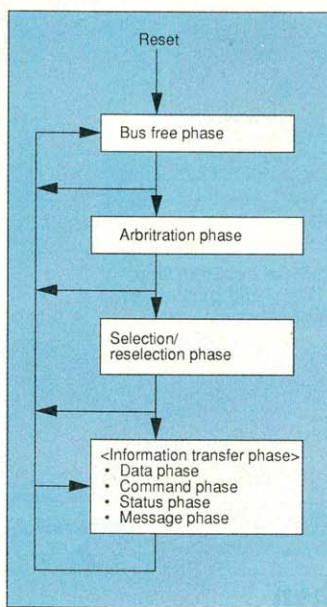 Reset
Bus free phase
Arbritration phase
Selection/
reselection phase
<Information transfer phase>
• Data phase
• Command phase
• Status phase
• Message phase